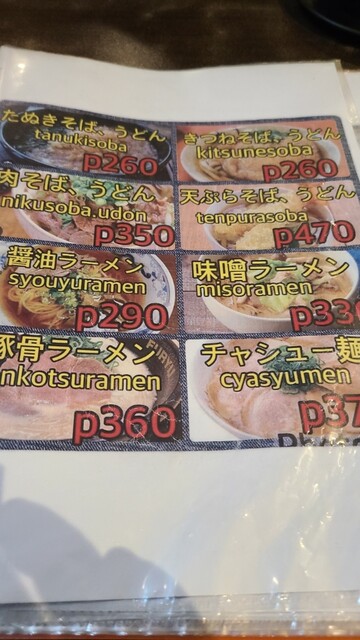 たぬきそば、うどん
tanukisoba
p260
きつねそば、うどん
kitsunesoba
p260
肉そば、うどん
nikusoba.udon
p350
天ぷらそば、うどん
tenpurasoba
p470
醤油ラーメン
syouyuramen
p290
味噌ラーメン
misoramen
p330
豚骨ラーメン
nkotsuramen
p360
チャシュー麺
cyasyumen
p37